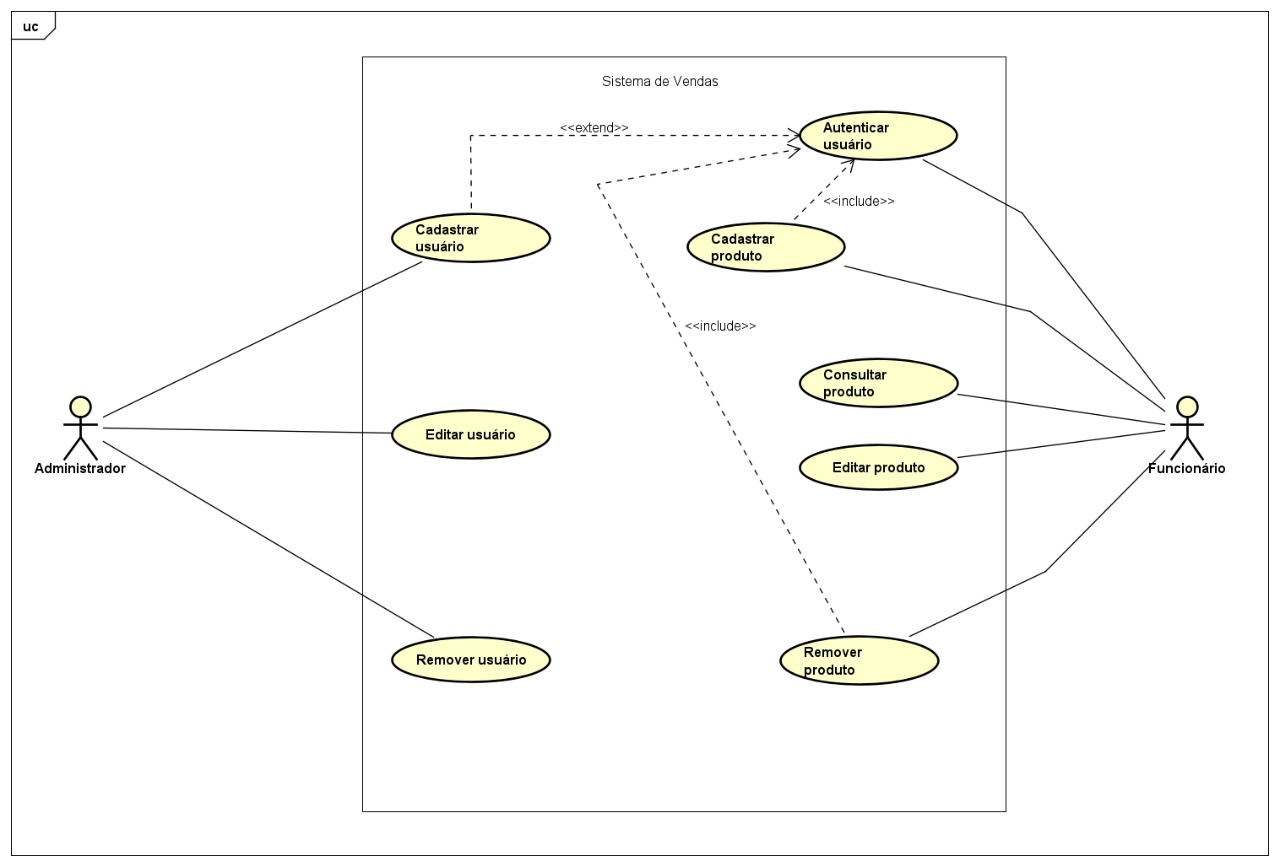 uc
Sistema de Vendas
<<extend>>
Autenticar
usuário
<<include>>
Cadastrar
usuário
Cadastrar
produto
<<include>>
Consultar
produto
Editar usuário
Editar produto
Administrador
Funcionário
Remover usuário
Remover
produto